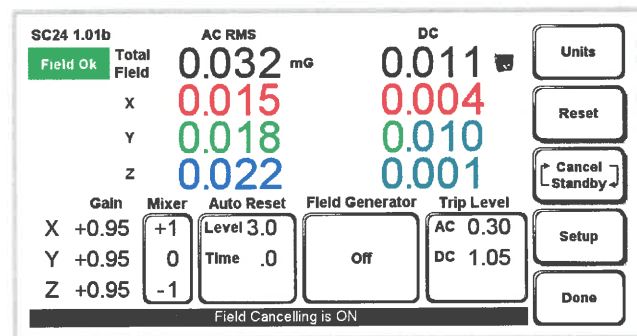 SC24 1.01b AC RMS DC
Field Ok Total Field 0.032 mG 0.011
X 0.015 0.004
Y 0.018 0.010
Z 0.022 0.001
Gain Mixer Auto Reset Field Generator Trip Level
X +0.95 +1 Level 3.0 AC 0.30
Y +0.95 0 Time .0 Off DC 1.05
Z +0.95 -1
Field Cancelling is ON
Units
Reset
Cancel
Standby
Setup
Done